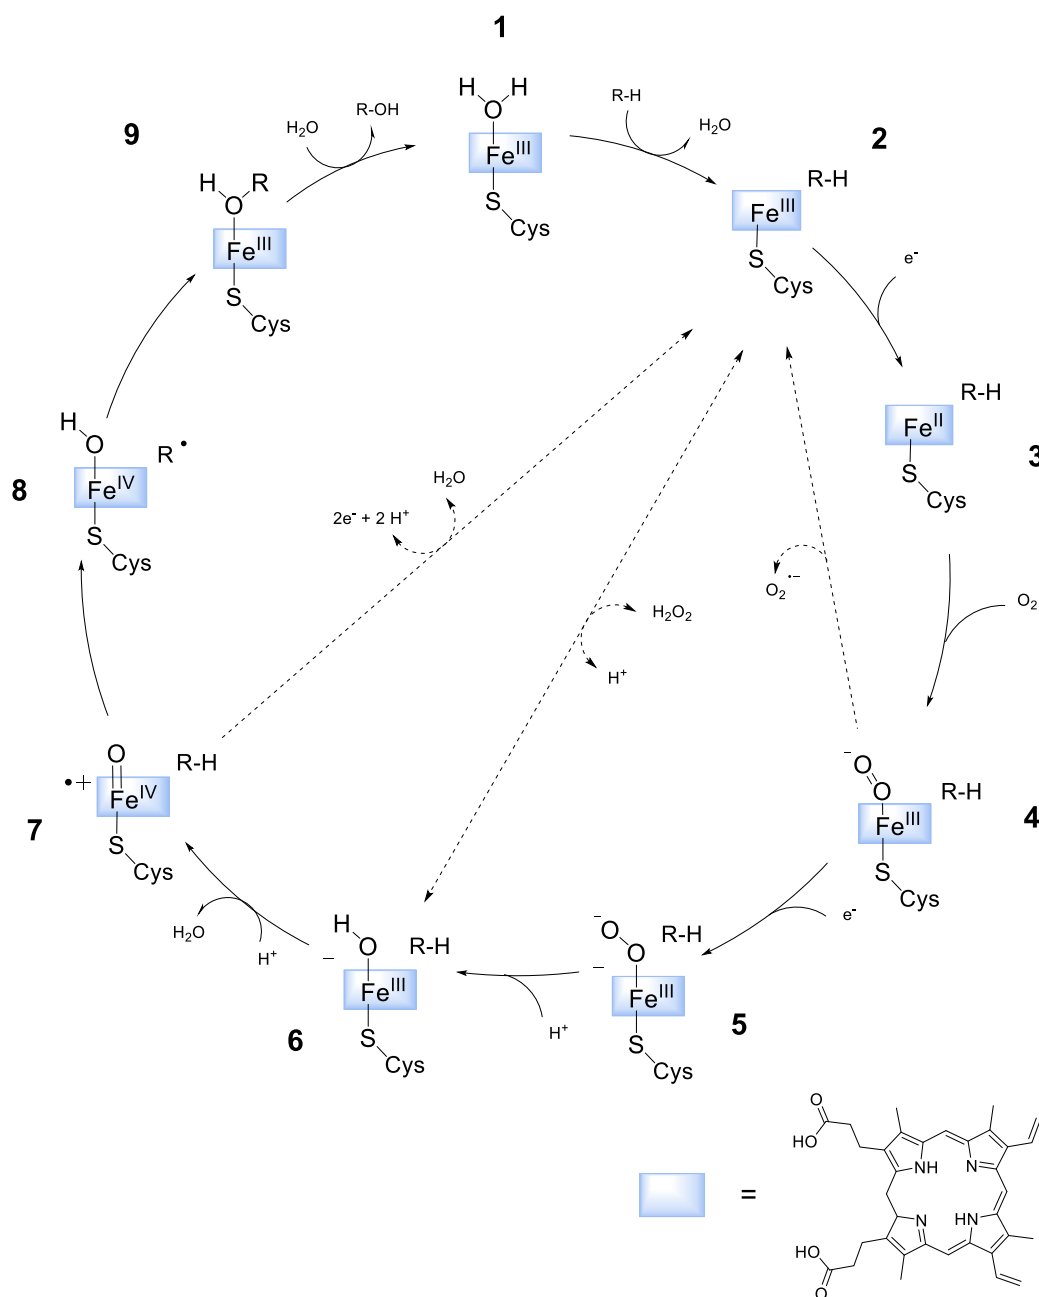 1
H H
O
Fe^III
S
Cys
R-H
H₂O
2
R-H
Fe^III
S
Cys
e⁻
R-H
Fe^II
S
Cys
3
O₂
O₂•−
⁻O
O
R-H
Fe^III
S
Cys
4
e⁻
⁻O
O
R-H
−
Fe^III
S
Cys
5
H⁺
H
O
R-H
−
Fe^III
S
Cys
6
H₂O
H⁺
O
R-H
•+
Fe^IV
S
Cys
7
H₂O
2e⁻ + 2 H⁺
H₂O₂
H⁺
H
O
R •
Fe^IV
S
Cys
8
9
H R
O
Fe^III
S
Cys
H₂O
R-OH
O
HO
NH N
N HN
HO
O
=